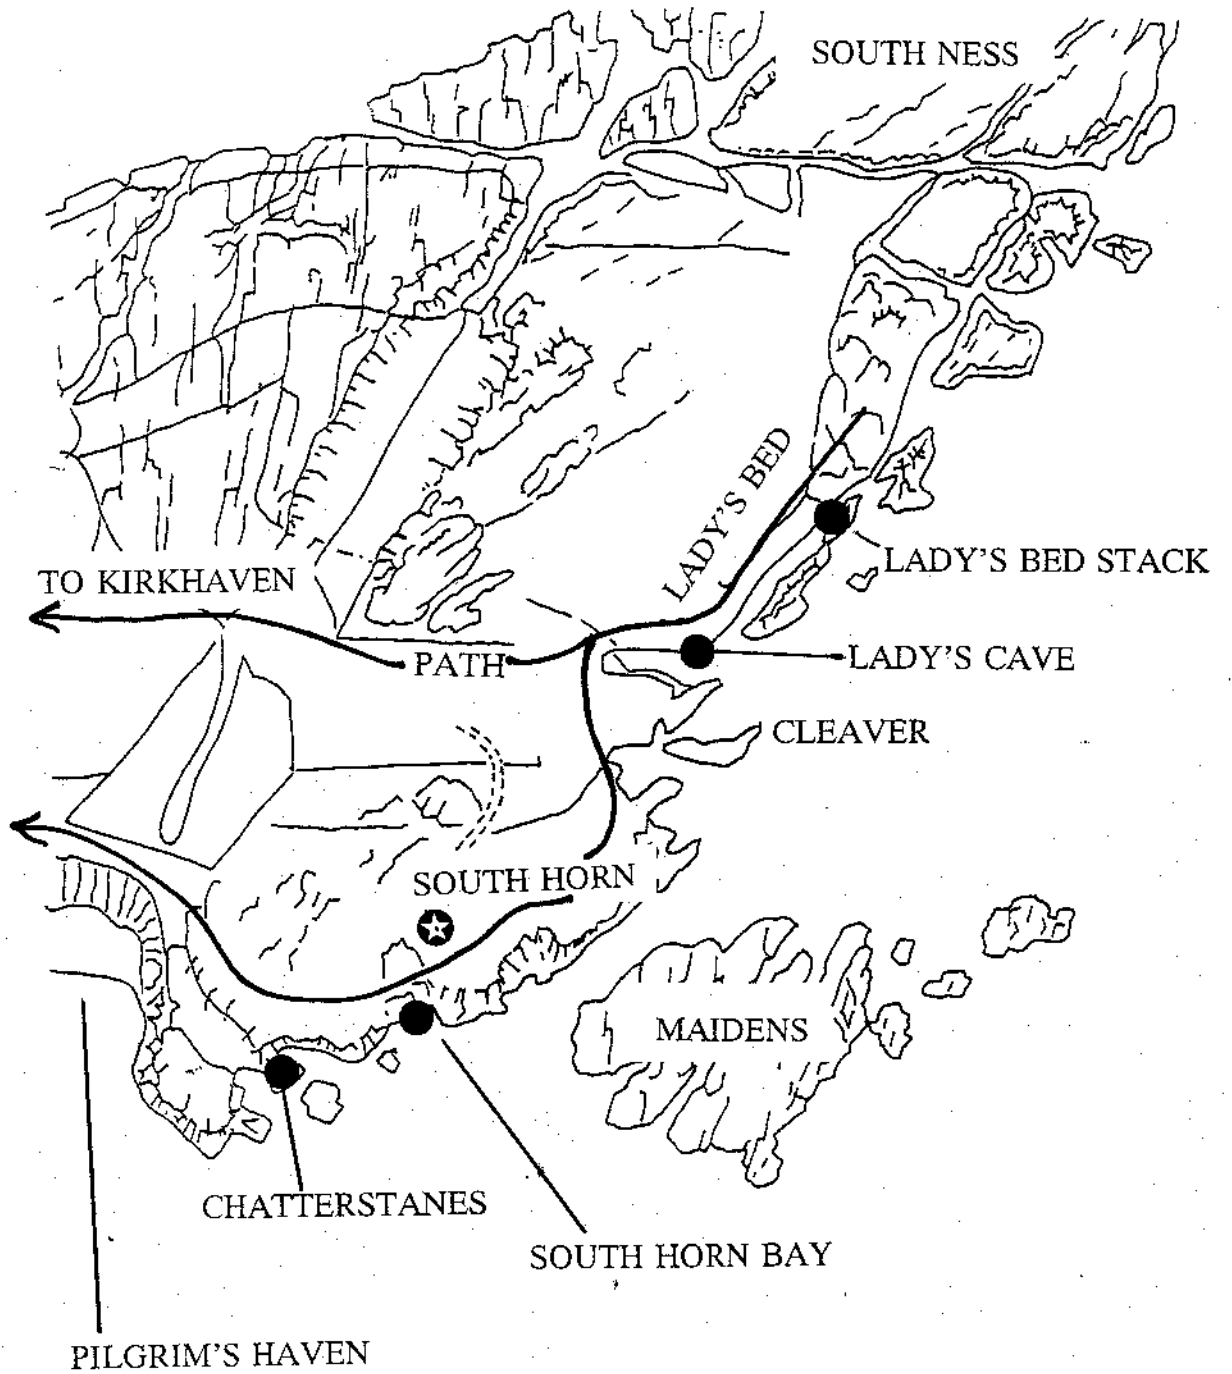 SOUTH NESS
LADY'S BED
LADY'S BED STACK
TO KIRKHAVEN
PATH
LADY'S CAVE
CLEAVER
SOUTH HORN
MAIDENS
CHATTERSTANES
SOUTH HORN BAY
PILGRIM'S HAVEN